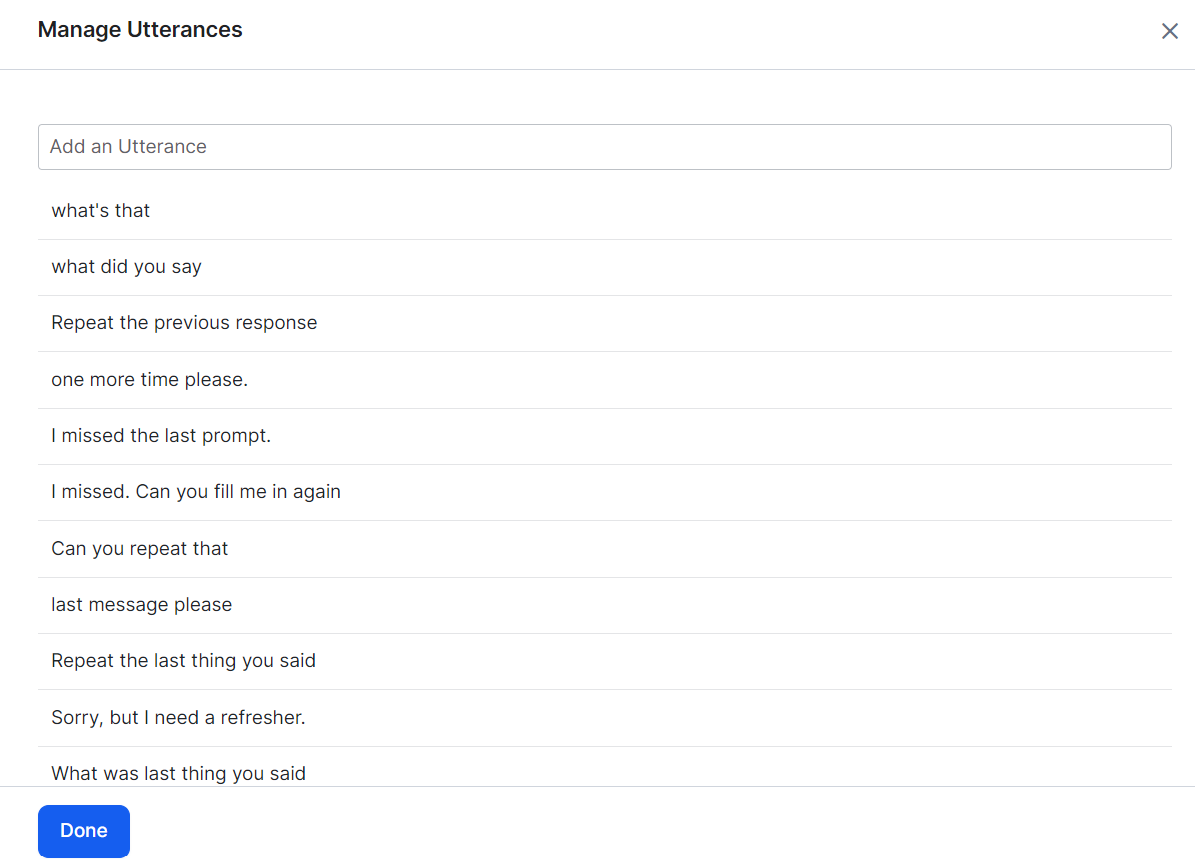 Manage Utterances
Add an Utterance
what's that
what did you say
Repeat the previous response
one more time please.
I missed the last prompt.
I missed. Can you fill me in again
Can you repeat that
last message please
Repeat the last thing you said
Sorry, but I need a refresher.
What was last thing you said
Done